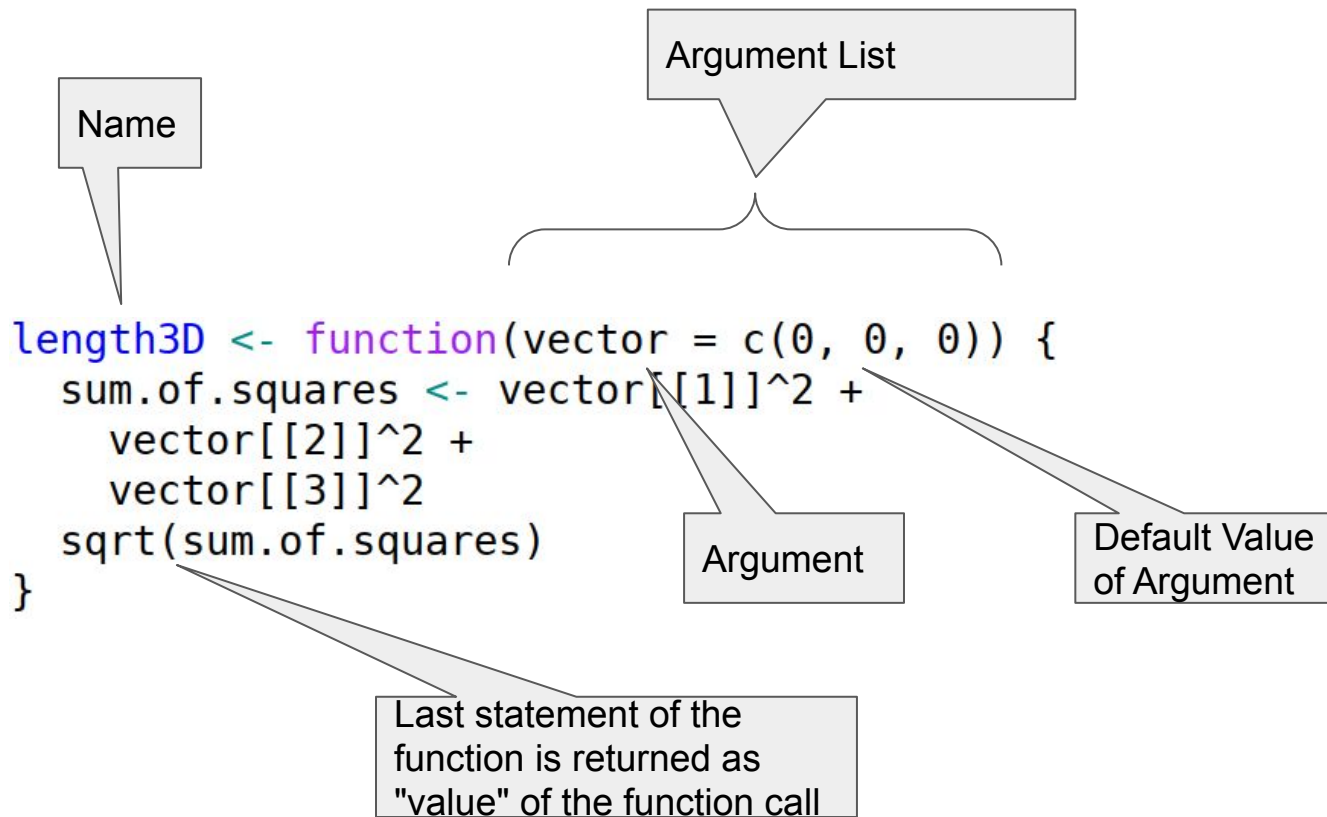 Argument List
Name
length3D <- function(vector = c(0, 0, 0)) {
  sum.of.squares <- vector[[1]]^2 +
    vector[[2]]^2 +
    vector[[3]]^2
  sqrt(sum.of.squares)
}
Argument
Default Value
of Argument
Last statement of the
function is returned as
"value" of the function call